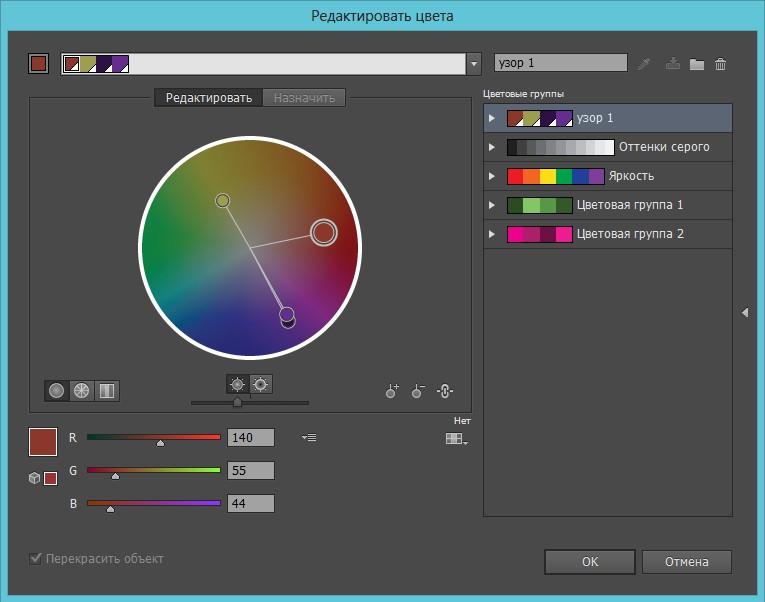 Редактировать цвета
узор 1
Редактировать Назначить
Цветовые группы
узор 1
Оттенки серого
Яркость
Цветовая группа 1
Цветовая группа 2
Нет
R 140
G 55
B 44
Перекрасить объект
OK Отмена